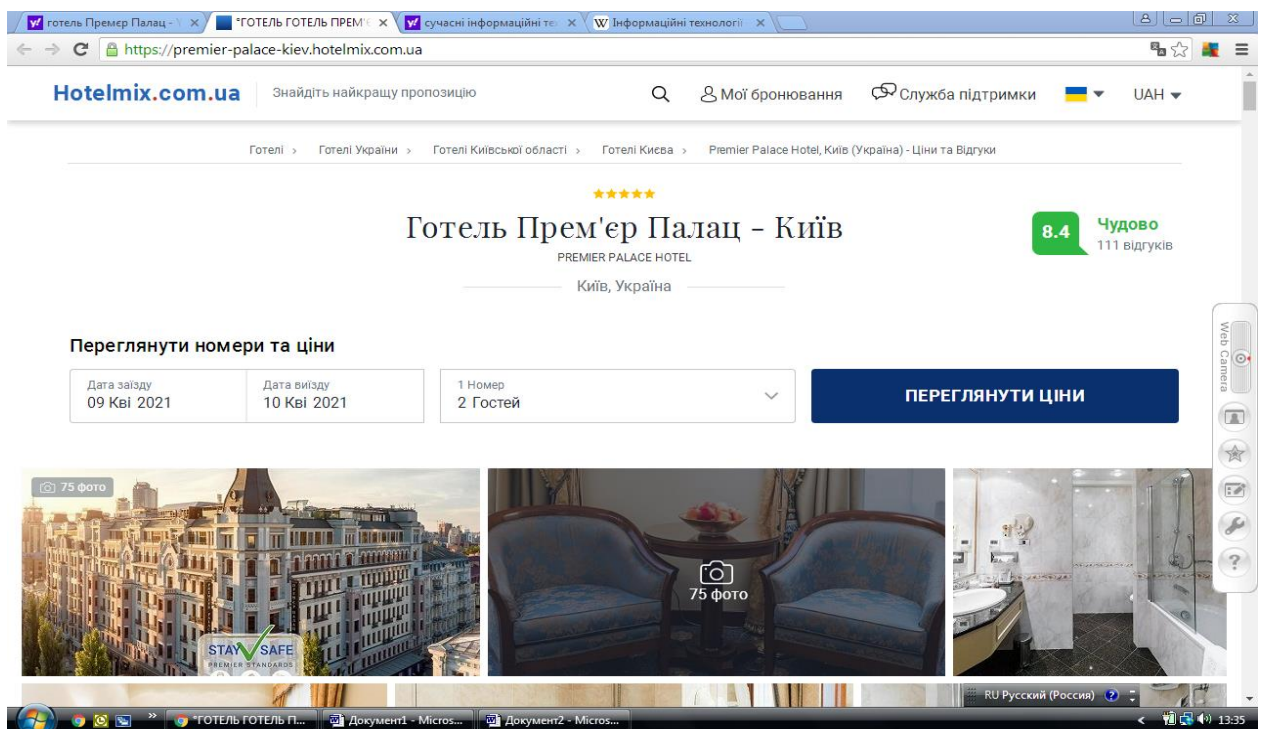 готель Премєр Палац -
*ГОТЕЛЬ ГОТЕЛЬ ПРЕМ'Є
сучасні інформаційні те
W Інформаційні технології
https://premier-palace-kiev.hotelmix.com.ua
Hotelmix.com.ua
Знайдіть найкращу пропозицію
Мої бронювання
Служба підтримки
UAH
Готелі > Готелі України > Готелі Київської області > Готелі Києва > Premier Palace Hotel, Київ (Україна) - Ціни та Відгуки
Готель Прем'єр Палац - Київ
PREMIER PALACE HOTEL
Київ, Україна
8.4
Чудово
111 відгуків
Переглянути номери та ціни
Дата заїзду
09 Кві 2021
Дата виїзду
10 Кві 2021
1 Номер
2 Гостей
ПЕРЕГЛЯНУТИ ЦІНИ
Web Camera
75 фото
75 фото
STAY SAFE
PREMIER STANDARDS
RU Русский (Россия)
*ГОТЕЛЬ ГОТЕЛЬ П...
Документ1 - Micros...
Документ2 - Micros...
13:35